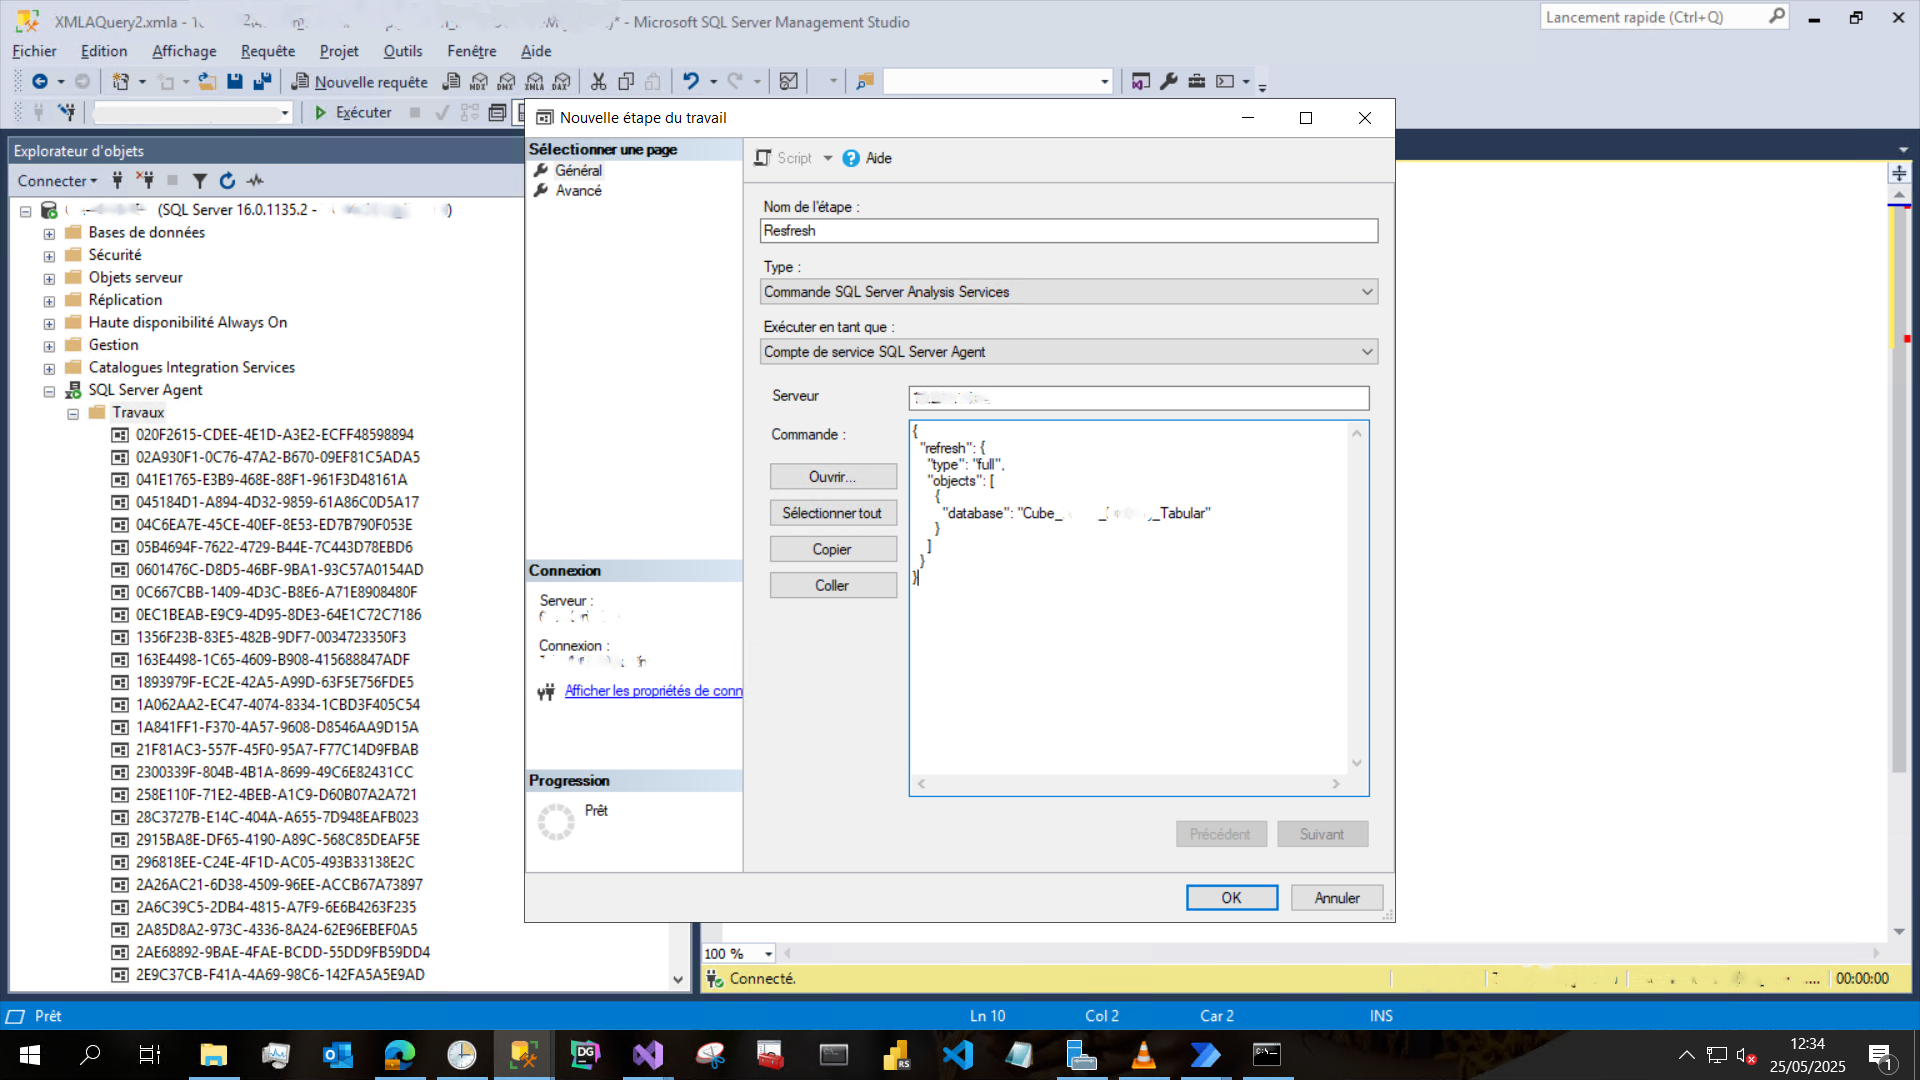 XMLAQuery2.xmla - 1
- Microsoft SQL Server Management Studio
Lancement rapide (Ctrl+Q)
Fichier Edition Affichage Requête Projet Outils Fenêtre Aide
Nouvelle requête MDX DMX XMLA DAX
Exécuter
Explorateur d'objets
Connecter
(SQL Server 16.0.1135.2 - )
Bases de données
Sécurité
Objets serveur
Réplication
Haute disponibilité Always On
Gestion
Catalogues Integration Services
SQL Server Agent
Travaux
020F2615-CDEE-4E1D-A3E2-ECFF48598894
02A930F1-0C76-47A2-B670-09EF81C5ADA5
041E1765-E3B9-468E-88F1-961F3D48161A
045184D1-A894-4D32-9859-61A86C0D5A17
04C6EA7E-45CE-40EF-8E53-ED7B790F053E
05B4694F-7622-4729-B44E-7C443D78EBD6
0601476C-D8D5-46BF-9BA1-93C57A0154AD
0C667CBB-1409-4D3C-B8E6-A71E8908480F
0EC1BEAB-E9C9-4D95-8DE3-64E1C72C7186
1356F23B-83E5-482B-9DF7-0034723350F3
163E4498-1C65-4609-B908-415688847ADF
1893979F-EC2E-42A5-A99D-63F5E756FDE5
1A062AA2-EC47-4074-8334-1CBD3F405C54
1A841FF1-F370-4A57-9608-D8546AA9D15A
21F81AC3-557F-45F0-95A7-F77C14D9FBAB
2300339F-804B-4B1A-8699-49C6E82431CC
258E110F-71E2-4BEB-A1C9-D60B07A2A721
28C3727B-E14C-404A-A655-7D948EAFB023
2915BA8E-DF65-4190-A89C-568C85DEAF5E
296818EE-C24E-4F1D-AC05-493B33138E2C
2A26AC21-6D38-4509-96EE-ACCB67A73897
2A6C39C5-2DB4-4815-A7F9-6E6B4263F235
2A85D8A2-973C-4336-8A24-62E96EBEF0A5
2AE68892-9BAE-4FAE-BCDD-55DD9FB59DD4
2E9C37CB-F41A-4A69-98C6-142FA5A5E9AD
Nouvelle étape du travail
Sélectionner une page
Général
Avancé
Connexion
Serveur :
Connexion :
Afficher les propriétés de conn
Progression
Prêt
Script Aide
Nom de l'étape :
Resfresh
Type :
Commande SQL Server Analysis Services
Exécuter en tant que :
Compte de service SQL Server Agent
Serveur
Commande :
Ouvrir...
Sélectionner tout
Copier
Coller
{
"refresh": {
"type": "full",
"objects": [
{
"database": "Cube_ _ _Tabular"
}
]
}
}
Précédent Suivant
OK Annuler
100 %
Connecté.
00:00:00
Prêt
Ln 10 Col 2 Car 2 INS
DG
RS
12:34
25/05/2025
1